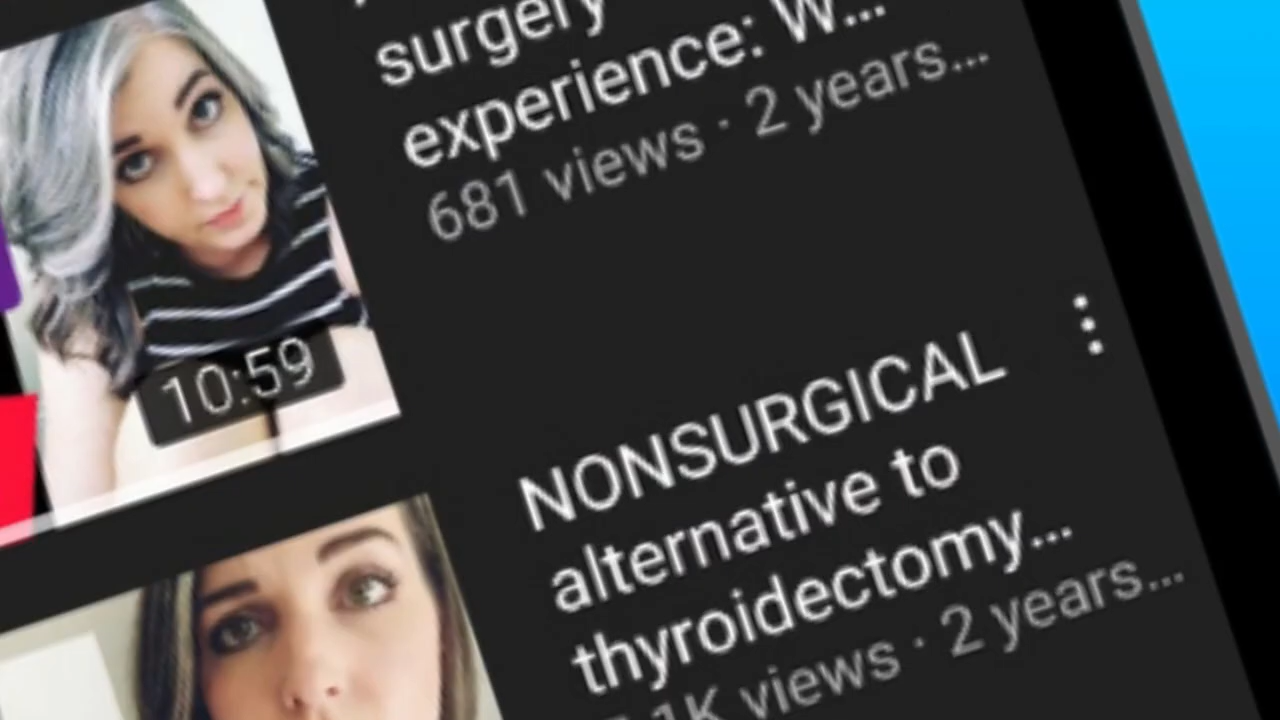 surgery
experience: W...
681 views · 2 years...
10:59
NONSURGICAL
alternative to
thyroidectomy...
views · 2 years...